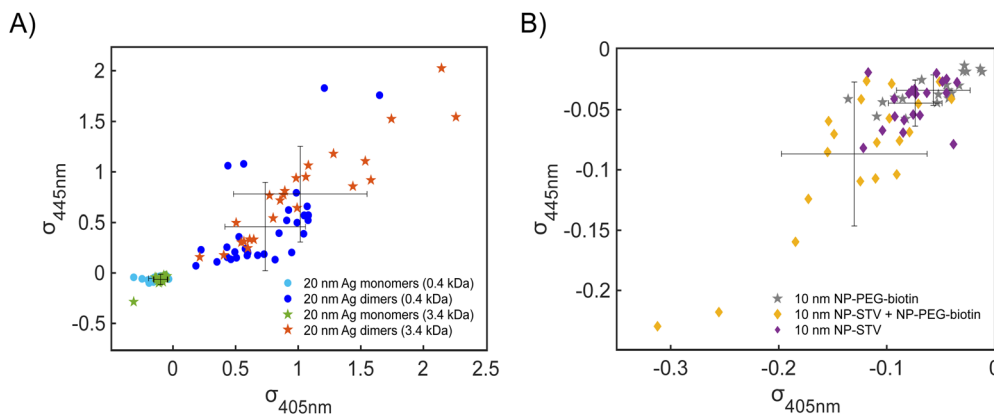 A)
B)
2
1.5
1
0.5
0
-0.5
0
0.5
1
1.5
2
2.5
σ445nm
σ405nm
20 nm Ag monomers (0.4 kDa)
20 nm Ag dimers (0.4 kDa)
20 nm Ag monomers (3.4 kDa)
20 nm Ag dimers (3.4 kDa)
0
-0.05
-0.1
-0.15
-0.2
-0.3
-0.2
-0.1
0
σ445nm
σ405nm
10 nm NP-PEG-biotin
10 nm NP-STV + NP-PEG-biotin
10 nm NP-STV